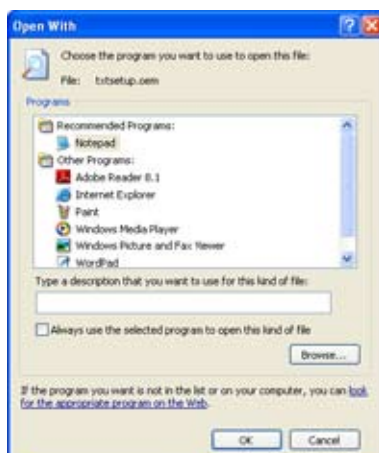 Open With
Choose the program you want to use to open this file:
File: txtsetup.oem
Programs
Recommended Programs:
Notepad
Other Programs:
Adobe Reader 8.1
Internet Explorer
Paint
Windows Media Player
Windows Picture and Fax Viewer
WordPad
Type a description that you want to use for this kind of file:
Always use the selected program to open this kind of file
Browse...
If the program you want is not in the list or on your computer, you can look
for the appropriate program on the Web.
OK
Cancel